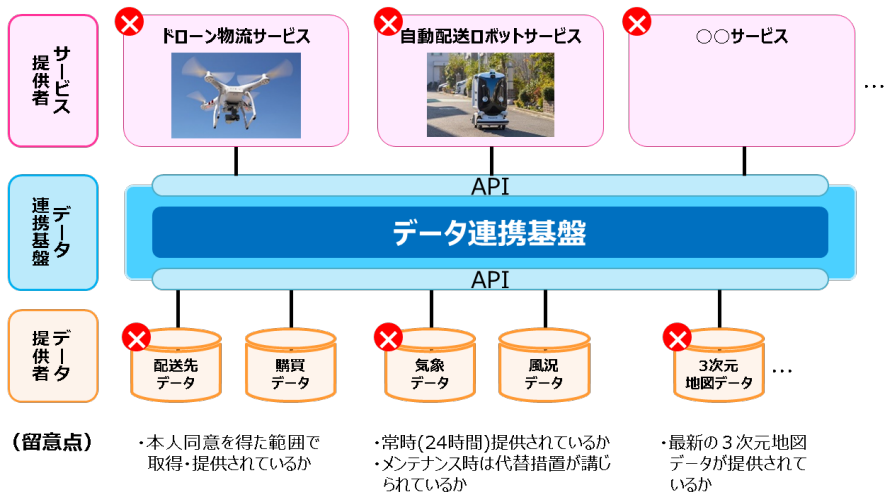 サービス提供者
ドローン物流サービス
自動配送ロボットサービス
○○サービス
…
データ連携基盤
API
データ連携基盤
API
データ提供者
配送先
データ
購買
データ
気象
データ
風況
データ
3次元
地図データ
…
(留意点)
・本人同意を得た範囲で
取得・提供されているか
・常時(24時間)提供されているか
・メンテナンス時は代替措置が講じ
られているか
・最新の３次元地図
データが提供されて
いるか